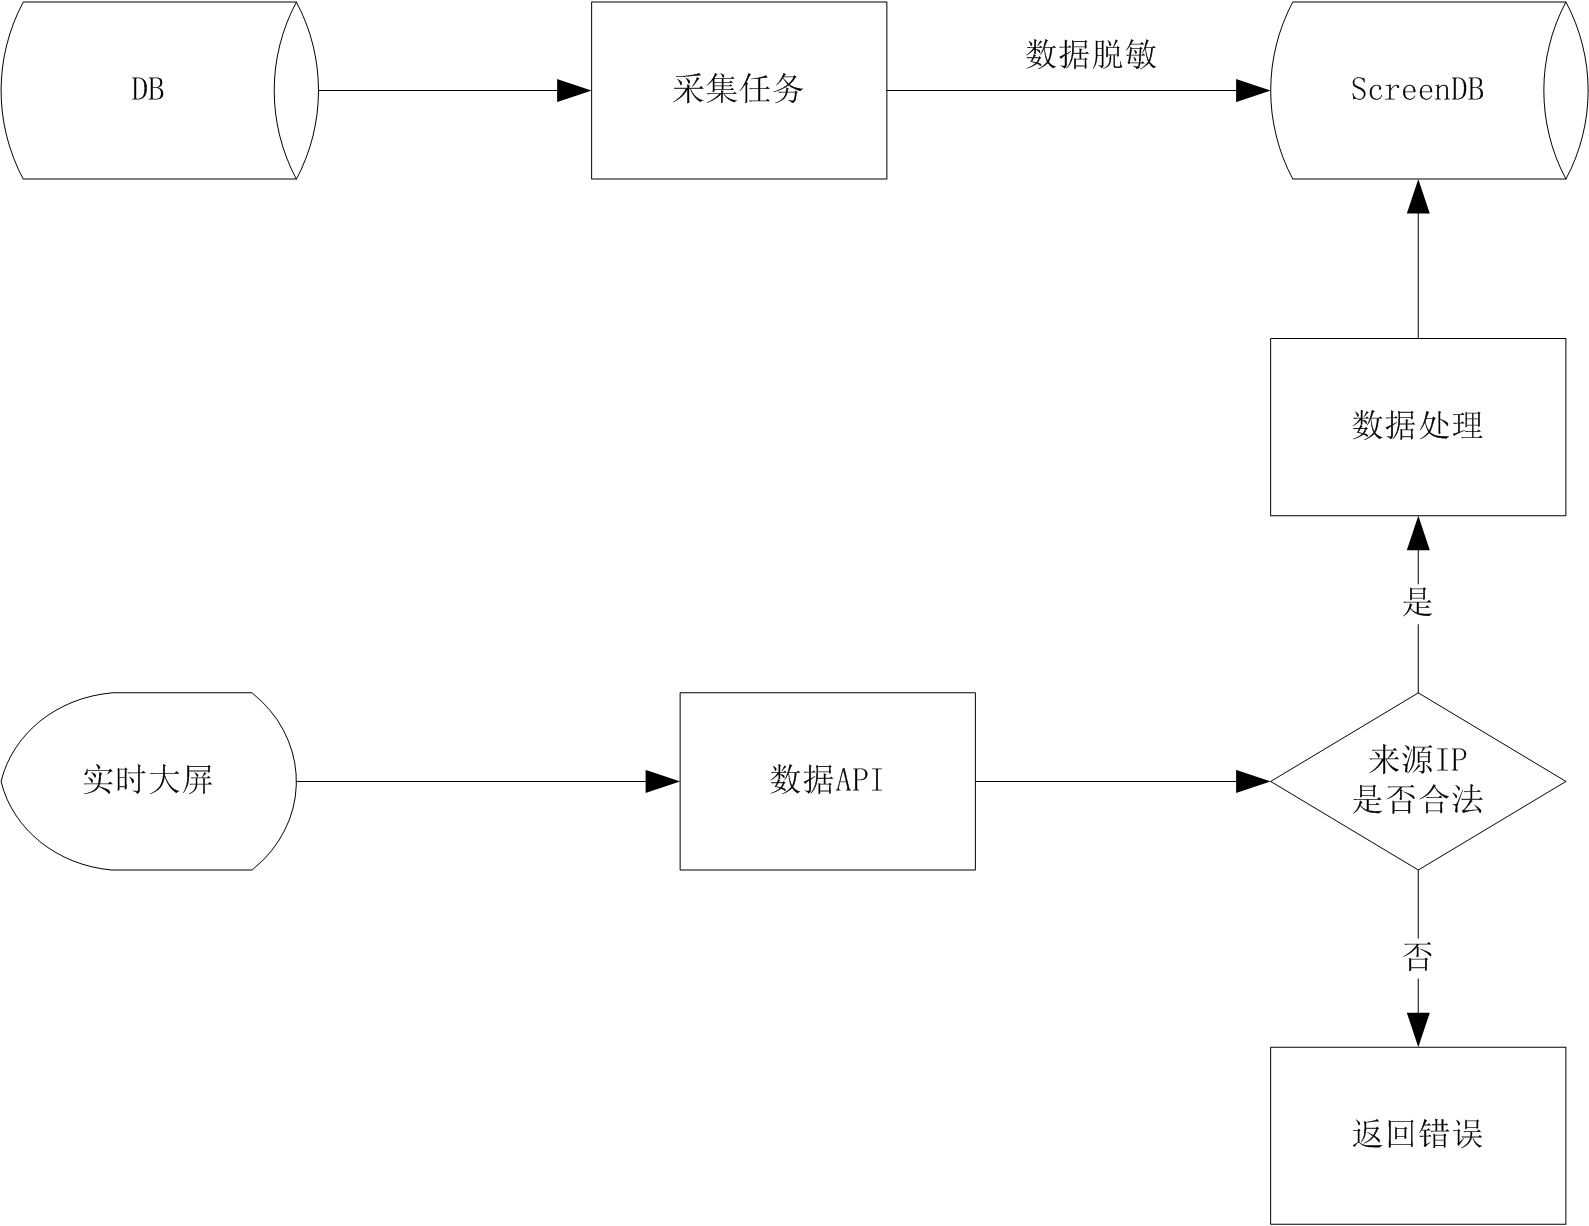 DB
采集任务
数据脱敏
ScreenDB
数据处理
是
实时大屏
数据API
来源IP
是否合法
否
返回错误